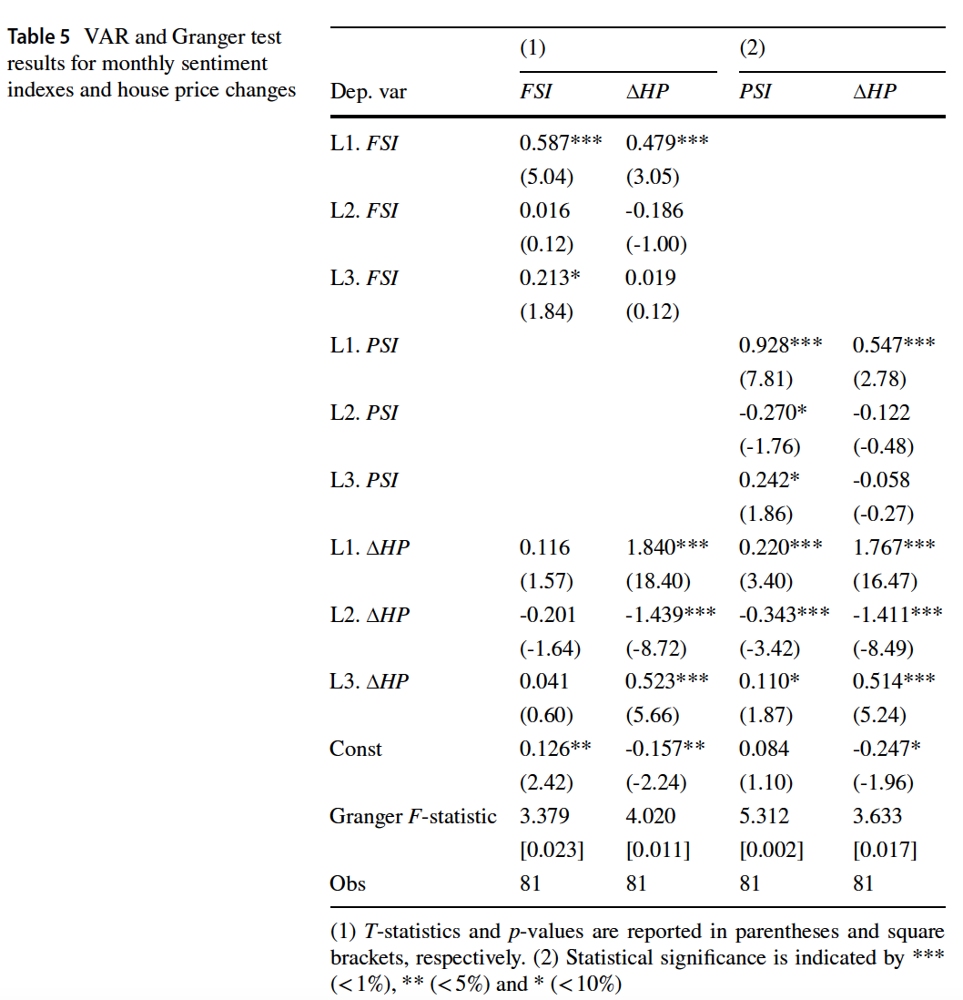 Table 5 VAR and Granger test
results for monthly sentiment
indexes and house price changes
(1) (2)
Dep. var FSI ΔHP PSI ΔHP
L1. FSI 0.587*** 0.479***
(5.04) (3.05)
L2. FSI 0.016 -0.186
(0.12) (-1.00)
L3. FSI 0.213* 0.019
(1.84) (0.12)
L1. PSI 0.928*** 0.547***
(7.81) (2.78)
L2. PSI -0.270* -0.122
(-1.76) (-0.48)
L3. PSI 0.242* -0.058
(1.86) (-0.27)
L1. ΔHP 0.116 1.840*** 0.220*** 1.767***
(1.57) (18.40) (3.40) (16.47)
L2. ΔHP -0.201 -1.439*** -0.343*** -1.411***
(-1.64) (-8.72) (-3.42) (-8.49)
L3. ΔHP 0.041 0.523*** 0.110* 0.514***
(0.60) (5.66) (1.87) (5.24)
Const 0.126** -0.157** 0.084 -0.247*
(2.42) (-2.24) (1.10) (-1.96)
Granger F-statistic 3.379 4.020 5.312 3.633
[0.023] [0.011] [0.002] [0.017]
Obs 81 81 81 81
(1) T-statistics and p-values are reported in parentheses and square
brackets, respectively. (2) Statistical significance is indicated by ***
(<1%), ** (<5%) and * (<10%)